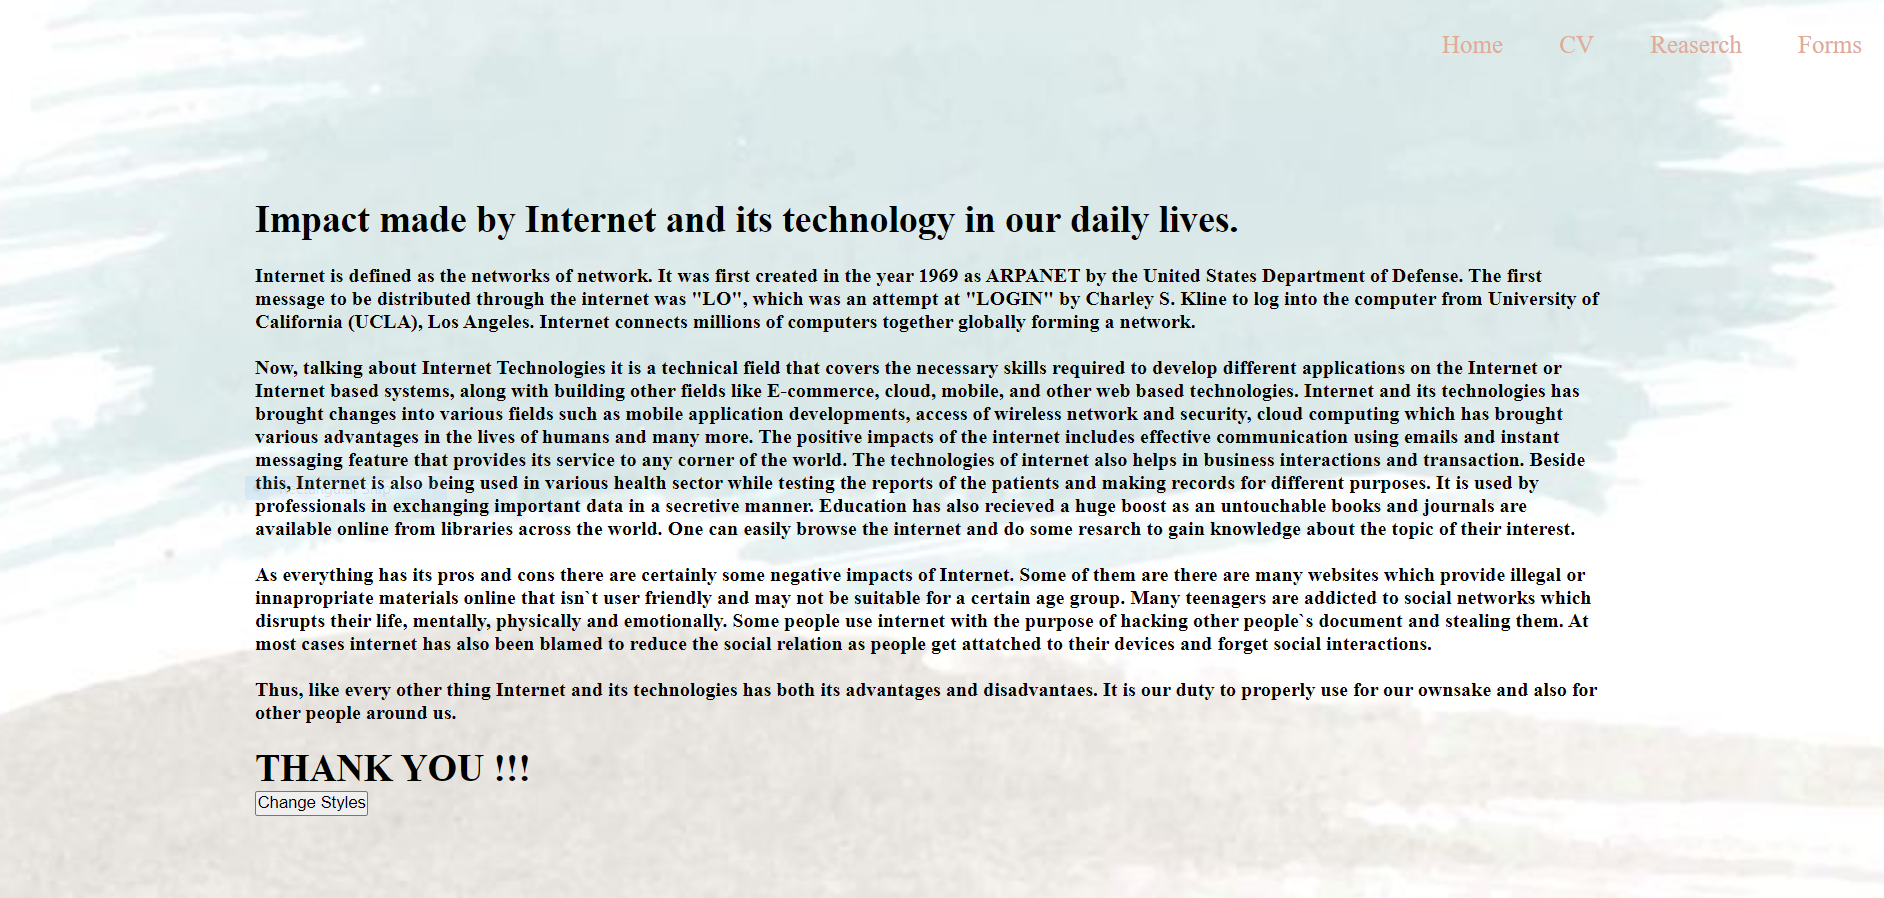 Home CV Reaserch Forms
Impact made by Internet and its technology in our daily lives.
Internet is defined as the networks of network. It was first created in the year 1969 as ARPANET by the United States Department of Defense. The first
message to be distributed through the internet was "LO", which was an attempt at "LOGIN" by Charley S. Kline to log into the computer from University of
California (UCLA), Los Angeles. Internet connects millions of computers together globally forming a network.
Now, talking about Internet Technologies it is a technical field that covers the necessary skills required to develop different applications on the Internet or
Internet based systems, along with building other fields like E-commerce, cloud, mobile, and other web based technologies. Internet and its technologies has
brought changes into various fields such as mobile application developments, access of wireless network and security, cloud computing which has brought
various advantages in the lives of humans and many more. The positive impacts of the internet includes effective communication using emails and instant
messaging feature that provides its service to any corner of the world. The technologies of internet also helps in business interactions and transaction. Beside
this, Internet is also being used in various health sector while testing the reports of the patients and making records for different purposes. It is used by
professionals in exchanging important data in a secretive manner. Education has also recieved a huge boost as an untouchable books and journals are
available online from libraries across the world. One can easily browse the internet and do some resarch to gain knowledge about the topic of their interest.
As everything has its pros and cons there are certainly some negative impacts of Internet. Some of them are there are many websites which provide illegal or
innapropriate materials online that isn`t user friendly and may not be suitable for a certain age group. Many teenagers are addicted to social networks which
disrupts their life, mentally, physically and emotionally. Some people use internet with the purpose of hacking other people`s document and stealing them. At
most cases internet has also been blamed to reduce the social relation as people get attatched to their devices and forget social interactions.
Thus, like every other thing Internet and its technologies has both its advantages and disadvantaes. It is our duty to properly use for our ownsake and also for
other people around us.
THANK YOU !!!
Change Styles